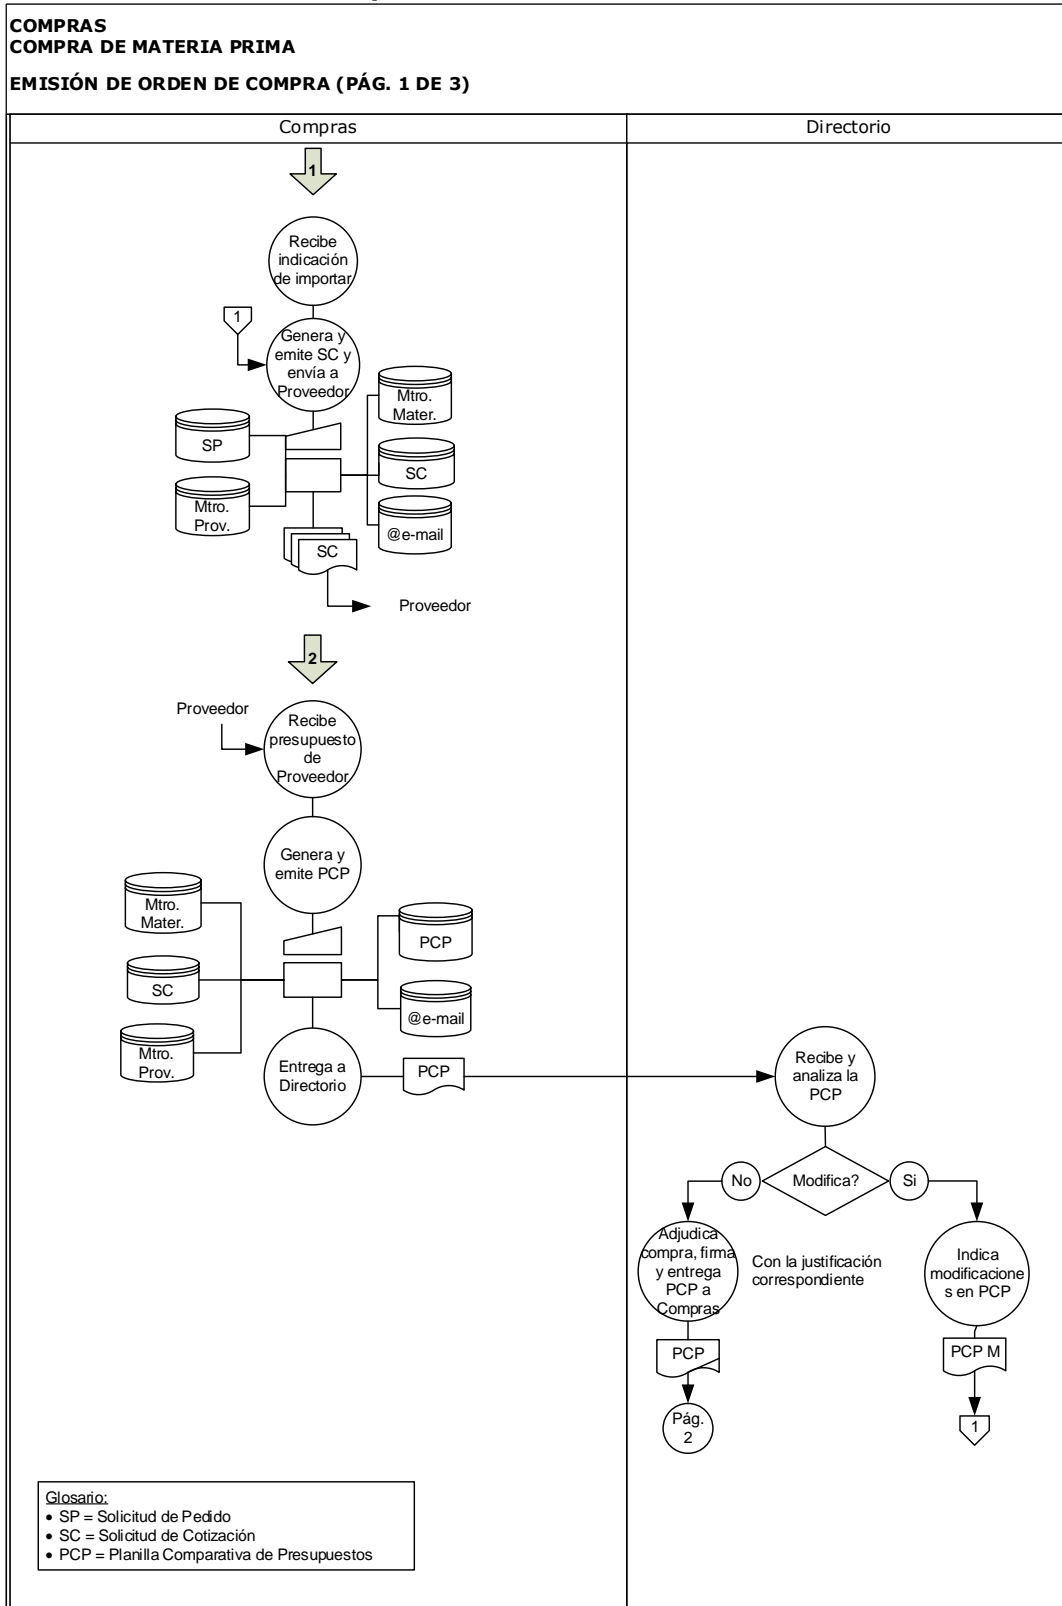 COMPRAS
COMPRA DE MATERIA PRIMA
EMISIÓN DE ORDEN DE COMPRA (PÁG. 1 DE 3)
Compras
Directorio
1
Recibe
indicación
de importar
1
Genera y
emite SC y
envía a
Proveedor
Mtro.
Mater.
SP
SC
Mtro.
Prov.
@e-mail
SC
Proveedor
2
Proveedor
Recibe
presupuesto
de
Proveedor
Genera y
emite PCP
Mtro.
Mater.
PCP
SC
@e-mail
Mtro.
Prov.
Entrega a
Directorio
PCP
Recibe y
analiza la
PCP
No
Modifica?
Si
Adjudica
compra, firma
y entrega
PCP a
Compras
Con la justificación
correspondiente
Indica
modificacione
s en PCP
PCP
PCP M
Pág.
2
1
Glosario:
• SP = Solicitud de Pedido
• SC = Solicitud de Cotización
• PCP = Planilla Comparativa de Presupuestos